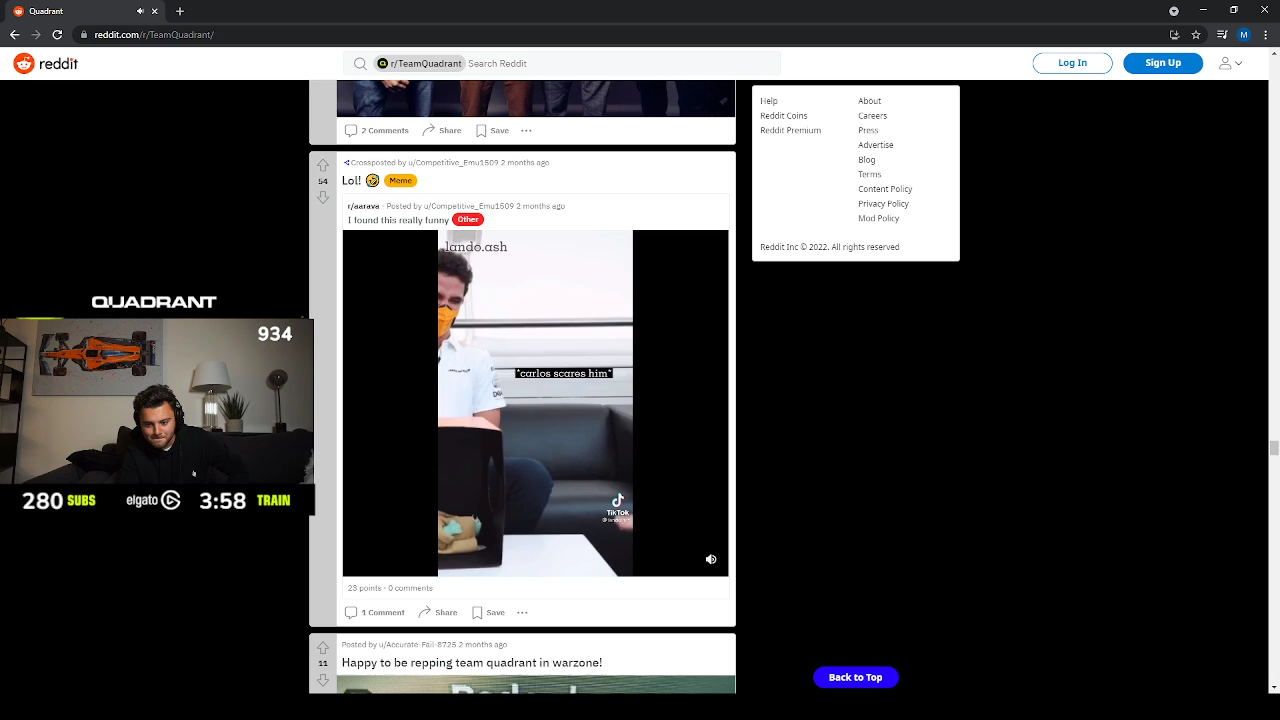 Quadrant
reddit.com/r/TeamQuadrant/
reddit
r/TeamQuadrant
Search Reddit
Log In
Sign Up
2 Comments
Share
Save
Help
Reddit Coins
Reddit Premium
About
Careers
Press
Advertise
Blog
Terms
Content Policy
Privacy Policy
Mod Policy
Reddit Inc © 2022. All rights reserved
Crossposted by u/Competitive_Emu1509 2 months ago
54
Lol! 🤣 Meme
r/aarava · Posted by u/Competitive_Emu1509 2 months ago
I found this really funny Other
lando.ash
*carlos scares him*
TikTok
23 points · 0 comments
1 Comment
Share
Save
QUADRANT
934
280 SUBS
elgato
3:58 TRAIN
Posted by u/Accurate-Fail-8725 2 months ago
11
Happy to be repping team quadrant in warzone!
Back to Top
M